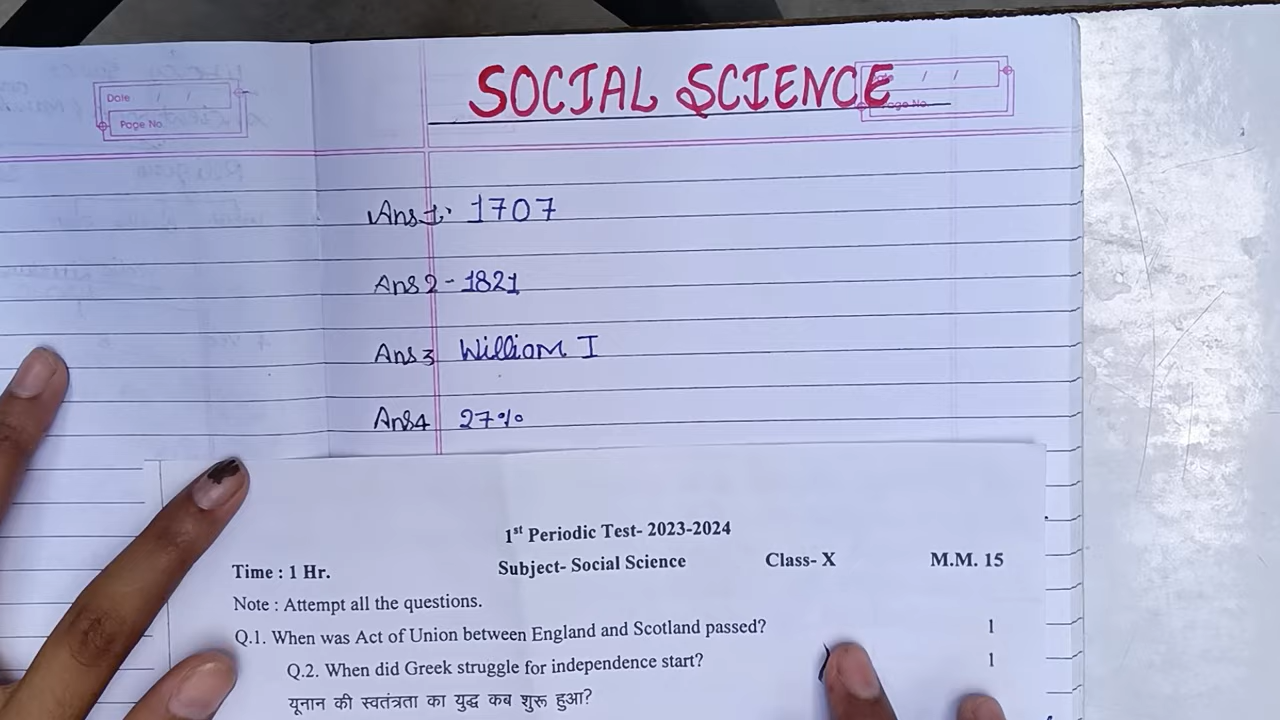 SOCIAL SCIENCE
Date / /
Page No.
Date / /
Page No.
Ans 1. 1707
Ans 2 - 1821
Ans 3 William I
Ans 4 27%
1st Periodic Test- 2023-2024
Time : 1 Hr. Subject- Social Science Class- X M.M. 15
Note : Attempt all the questions.
Q.1. When was Act of Union between England and Scotland passed? 1
Q.2. When did Greek struggle for independence start? 1
यूनान की स्वतंत्रता का युद्ध कब शुरू हुआ?